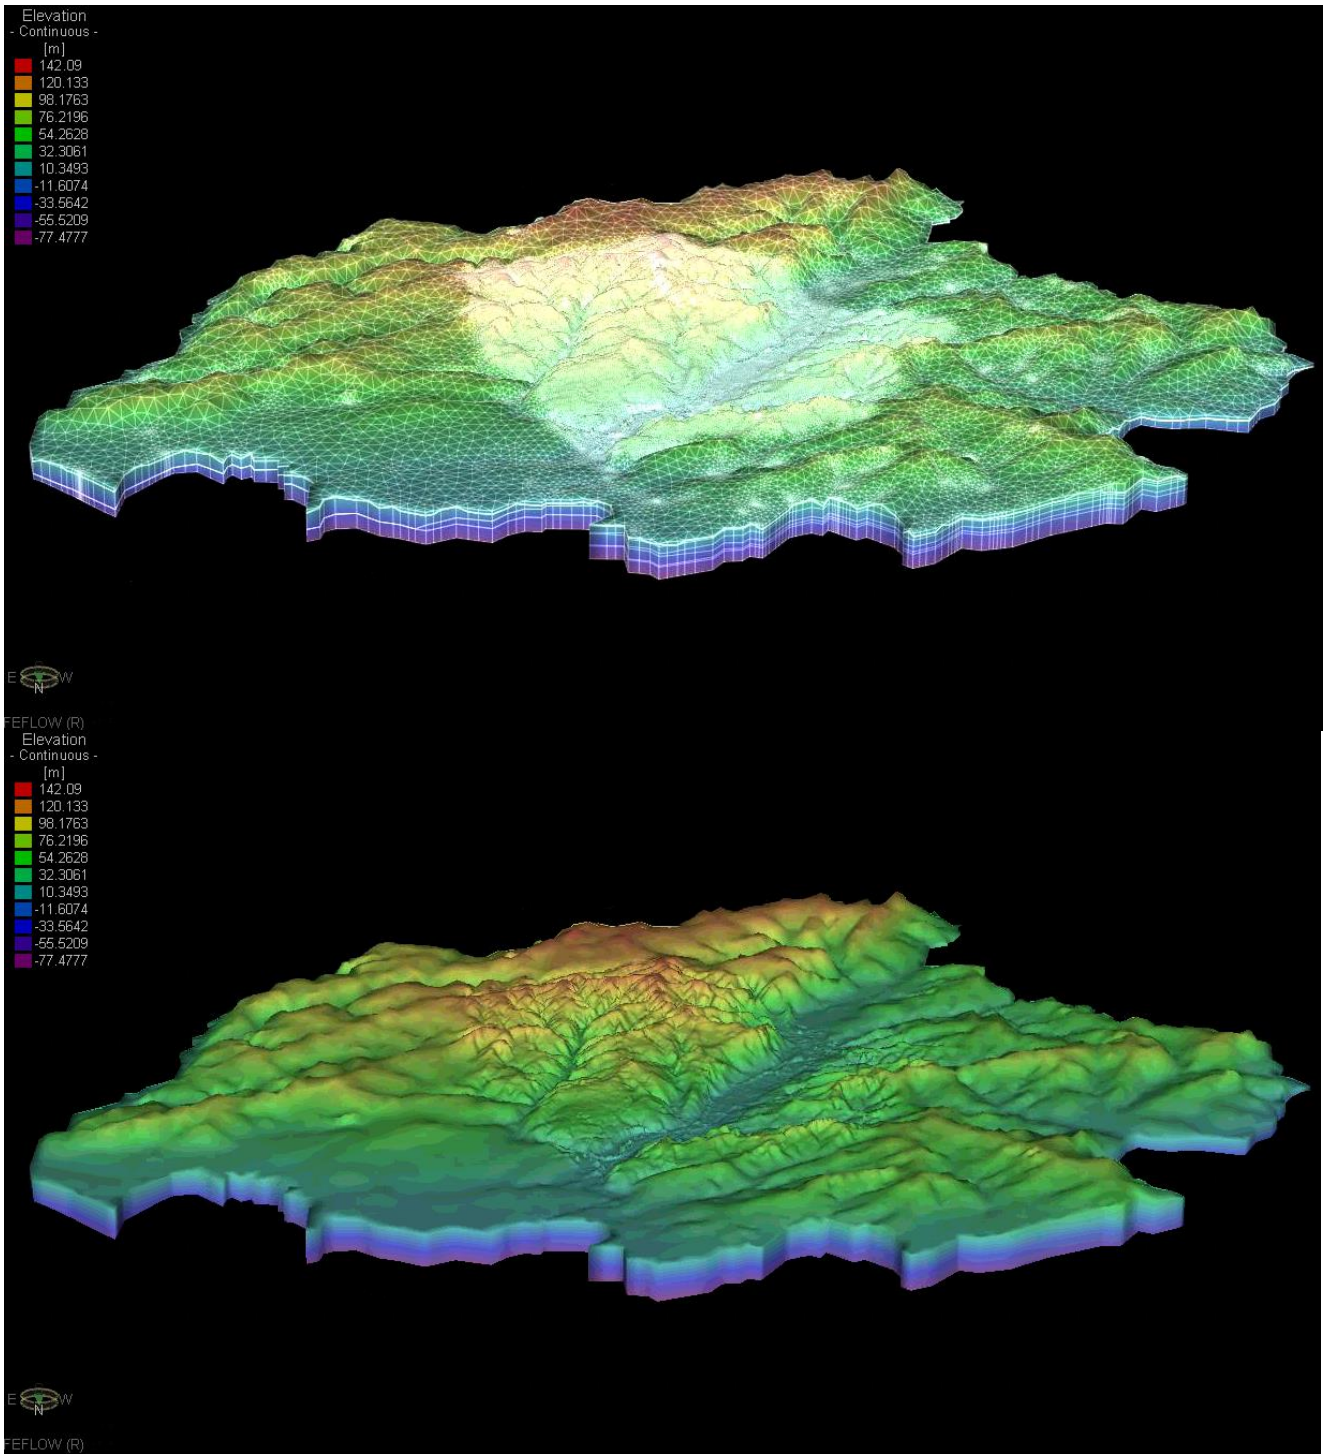 Elevation
- Continuous -
[m]
142.09
120.133
98.1763
76.2196
54.2628
32.3061
10.3493
-11.6074
-33.5642
-55.5209
-77.4777
E W
N
FEFLOW (R)
Elevation
- Continuous -
[m]
142.09
120.133
98.1763
76.2196
54.2628
32.3061
10.3493
-11.6074
-33.5642
-55.5209
-77.4777
E W
N
FEFLOW (R)